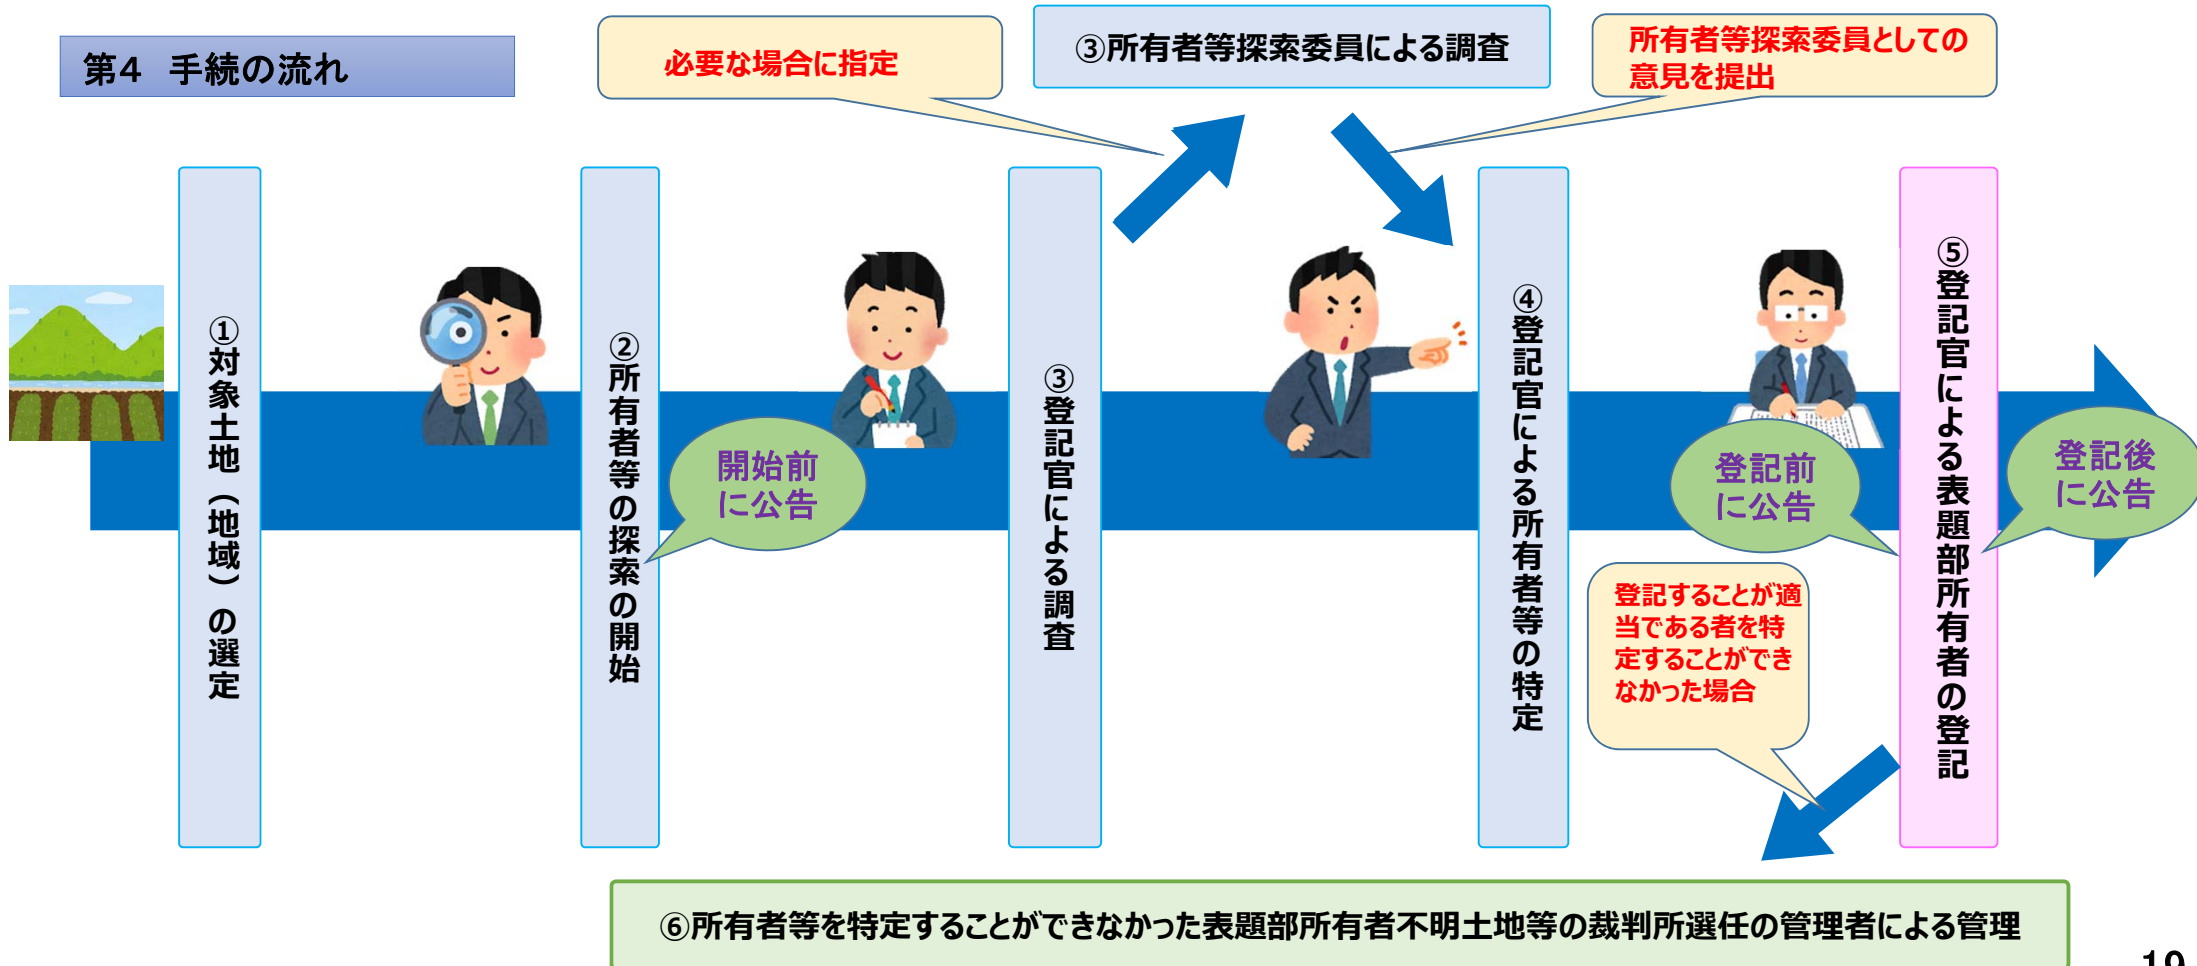 第4　手続の流れ
必要な場合に指定
③所有者等探索委員による調査
所有者等探索委員としての
意見を提出
①対象土地（地域）の選定
②所有者等の探索の開始
開始前
に公告
③登記官による調査
④登記官による所有者等の特定
登記前
に公告
⑤登記官による表題部所有者の登記
登記後
に公告
登記することが適
当である者を特
定することができ
なかった場合
⑥所有者等を特定することができなかった表題部所有者不明土地等の裁判所選任の管理者による管理